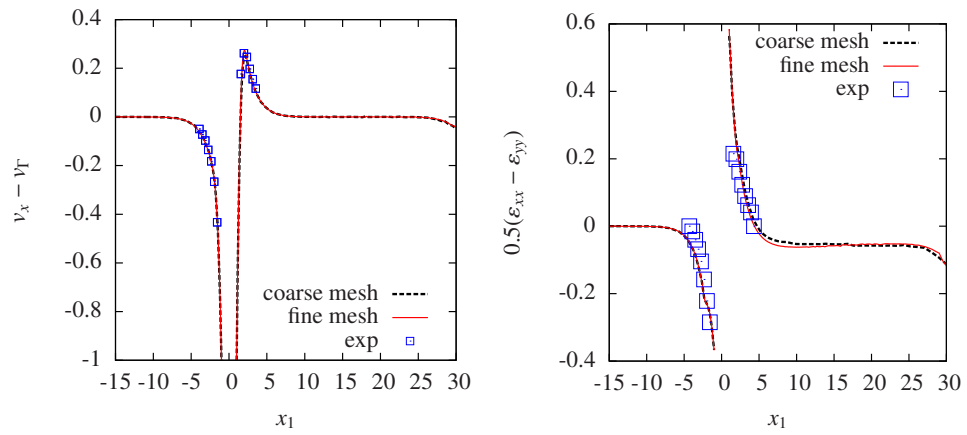 0.4
0.2
0
-0.2
-0.4
-0.6
-0.8
-1
v_x − v_Γ
coarse mesh
fine mesh
exp
-15 -10 -5 0 5 10 15 20 25 30
x_1
0.6
0.4
0.2
0
-0.2
-0.4
0.5(ε_xx − ε_yy)
coarse mesh
fine mesh
exp
-15 -10 -5 0 5 10 15 20 25 30
x_1